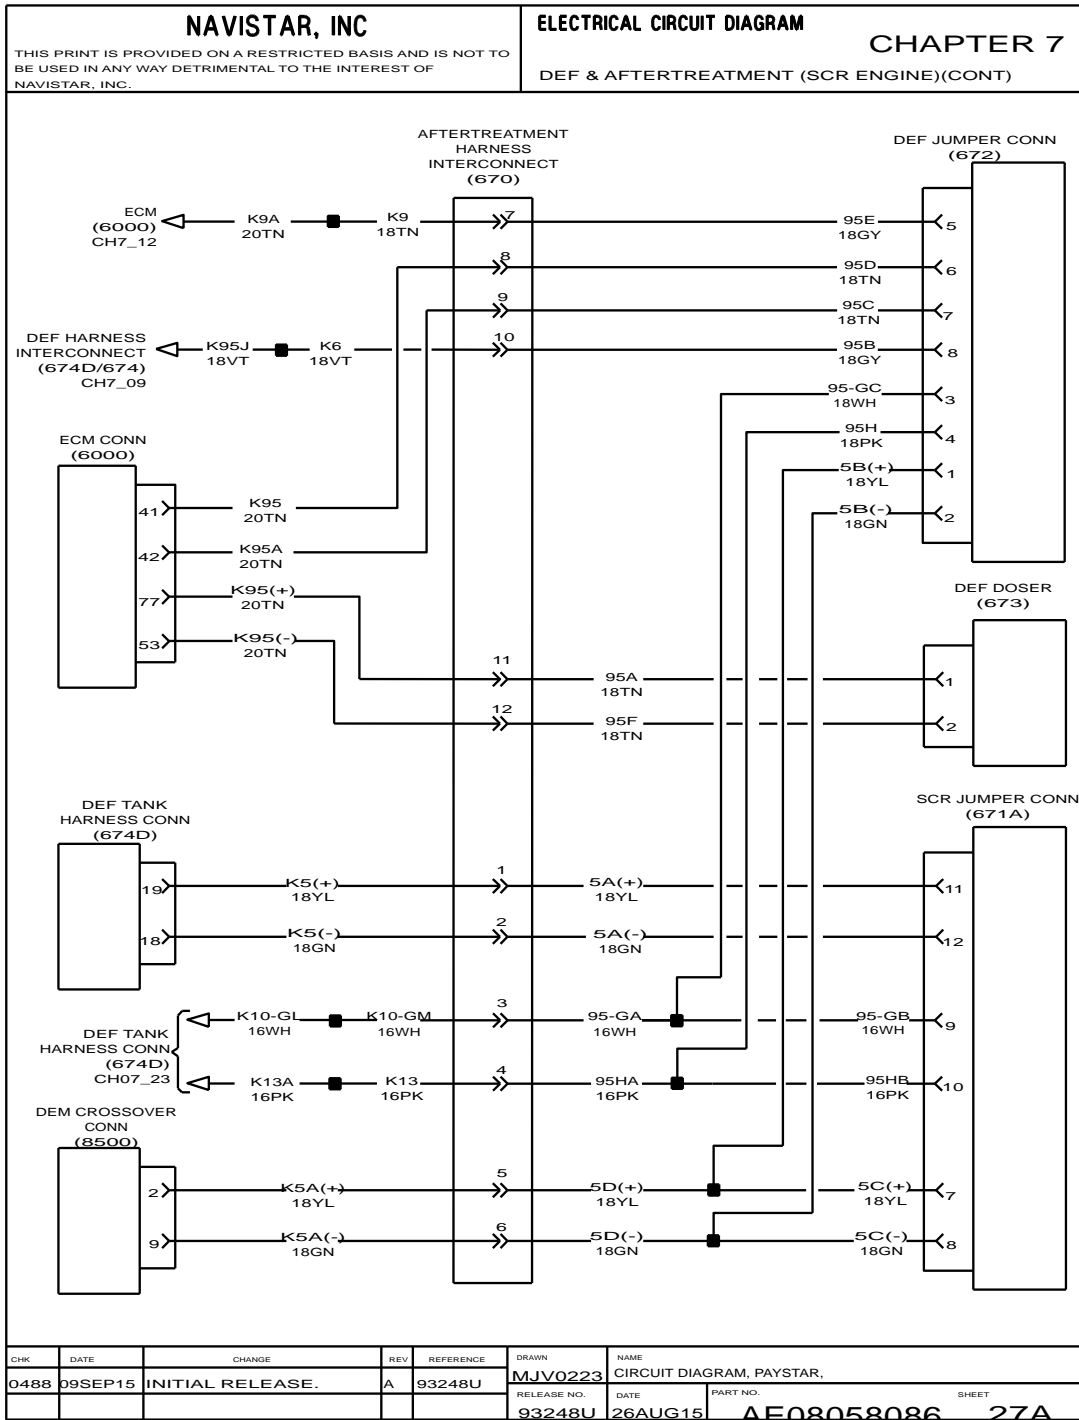 NAVISTAR, INC
THIS PRINT IS PROVIDED ON A RESTRICTED BASIS AND IS NOT TO
BE USED IN ANY WAY DETRIMENTAL TO THE INTEREST OF
NAVISTAR, INC.
ELECTRICAL CIRCUIT DIAGRAM
CHAPTER 7
DEF & AFTERTREATMENT (SCR ENGINE)(CONT)
AFTERTREATMENT
HARNESS
INTERCONNECT
(670)
DEF JUMPER CONN
(672)
ECM
(6000)
CH7_12
K9A
20TN
K9
18TN
7
95E
18GY
5
8
95D
18TN
6
9
95C
18TN
7
DEF HARNESS
INTERCONNECT
(674D/674)
CH7_09
K95J
18VT
K6
18VT
10
95B
18GY
8
95-GC
18WH
3
95H
18PK
4
5B(+)
18YL
1
5B(-)
18GN
2
ECM CONN
(6000)
41
K95
20TN
42
K95A
20TN
77
K95(+)
20TN
53
K95(-)
20TN
DEF DOSER
(673)
11
95A
18TN
1
12
95F
18TN
2
DEF TANK
HARNESS CONN
(674D)
SCR JUMPER CONN
(671A)
19
K5(+)
18YL
1
5A(+)
18YL
11
18
K5(-)
18GN
2
5A(-)
18GN
12
DEF TANK
HARNESS CONN
(674D)
CH07_23
K10-GL
16WH
K10-GM
16WH
3
95-GA
16WH
95-GB
16WH
9
K13A
16PK
K13
16PK
4
95HA
16PK
95HB
16PK
10
DEM CROSSOVER
CONN
(8500)
2
K5A(+)
18YL
5
5D(+)
18YL
5C(+)
18YL
7
9
K5A(-)
18GN
6
5D(-)
18GN
5C(-)
18GN
8
CHK DATE CHANGE REV REFERENCE
0488 09SEP15 INITIAL RELEASE. A 93248U
DRAWN
MJV0223
NAME
CIRCUIT DIAGRAM, PAYSTAR,
RELEASE NO.
93248U
DATE
26AUG15
PART NO.
AE08058086
SHEET
27A